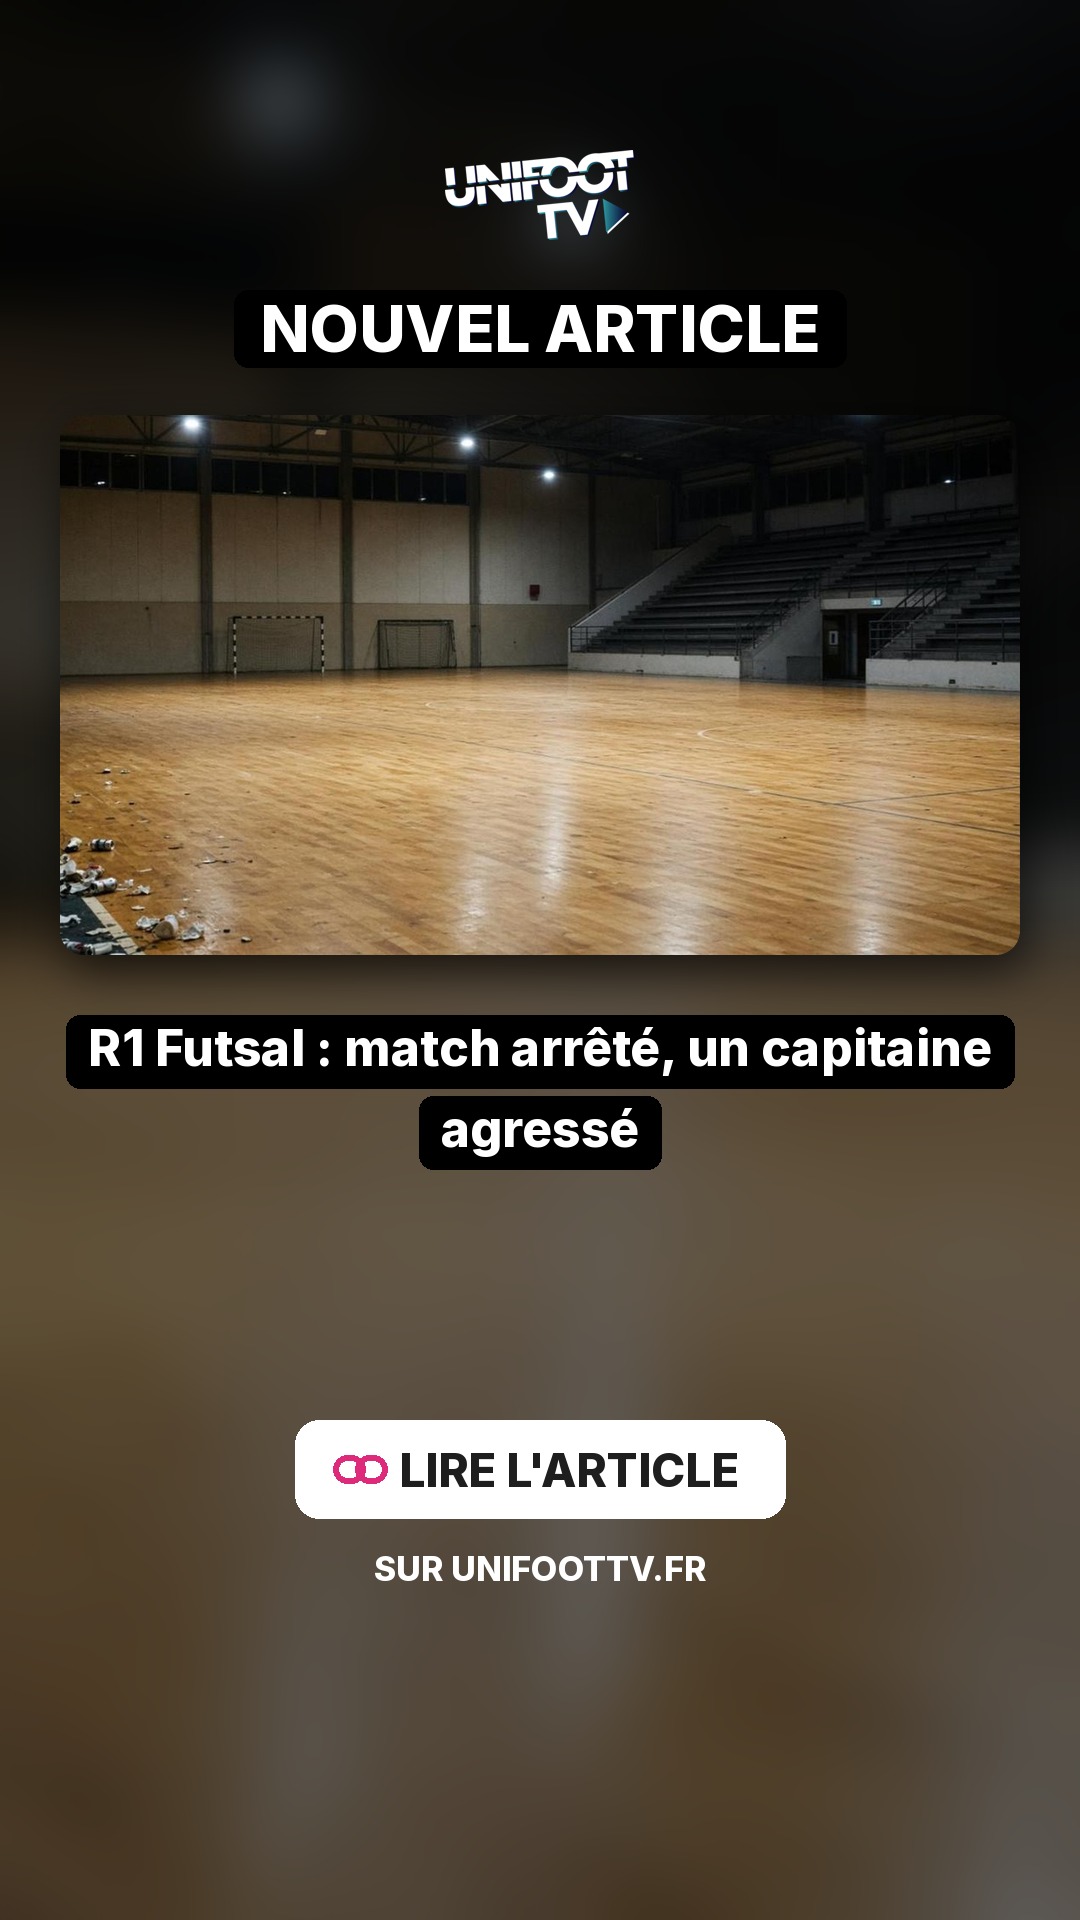 UNIFOOT
TV
NOUVEL ARTICLE
R1 Futsal : match arrêté, un capitaine
agressé
LIRE L'ARTICLE
SUR UNIFOOTTV.FR